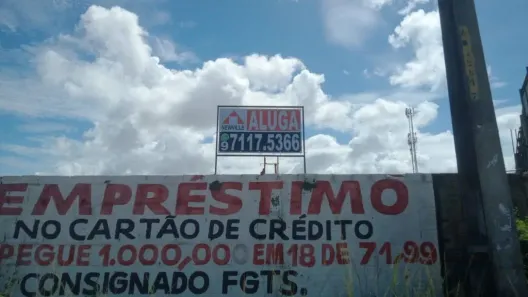 ALUGA
9 7117.5366
EMPRÉSTIMO
NO CARTÃO DE CRÉDITO
PEGUE 1.000,00 EM 18 DE 71,99
CONSIGNADO FGTS.